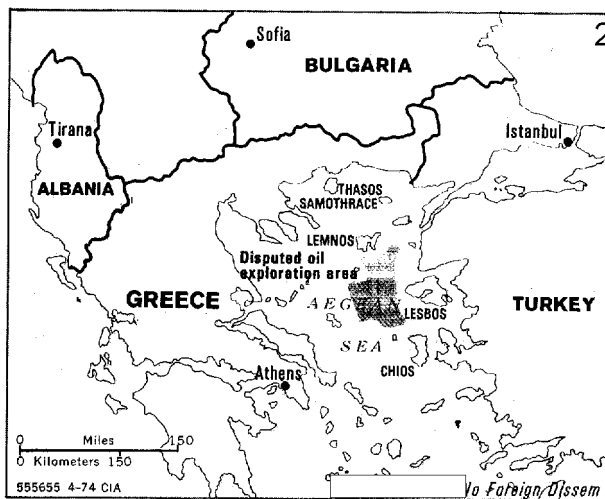 2
Sofia
BULGARIA
Tirana
Istanbul
ALBANIA
THASOS
SAMOTHRACE
LEMNOS
Disputed oil
exploration area
GREECE
AEGEAN
LESBOS
TURKEY
SEA
CHIOS
Athens
0 Miles 150
0 Kilometers 150
555655 4-74 CIA
No Foreign Dissem